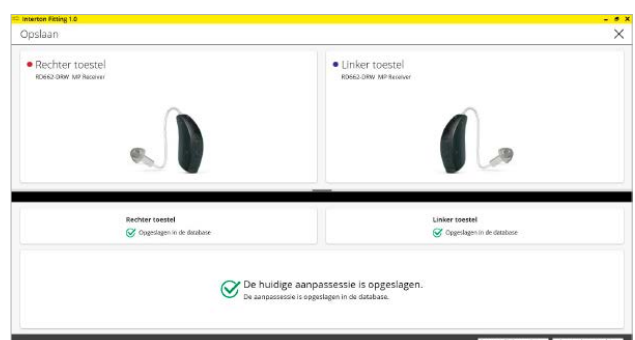 Interton Fitting 1.0
Opslaan
Rechter toestel
RD662-DRW MP Receiver
Linker toestel
RD662-DRW MP Receiver
Rechter toestel
Opgeslagen in de database
Linker toestel
Opgeslagen in de database
De huidige aanpassessie is opgeslagen.
De aanpassessie is opgeslagen in de database.